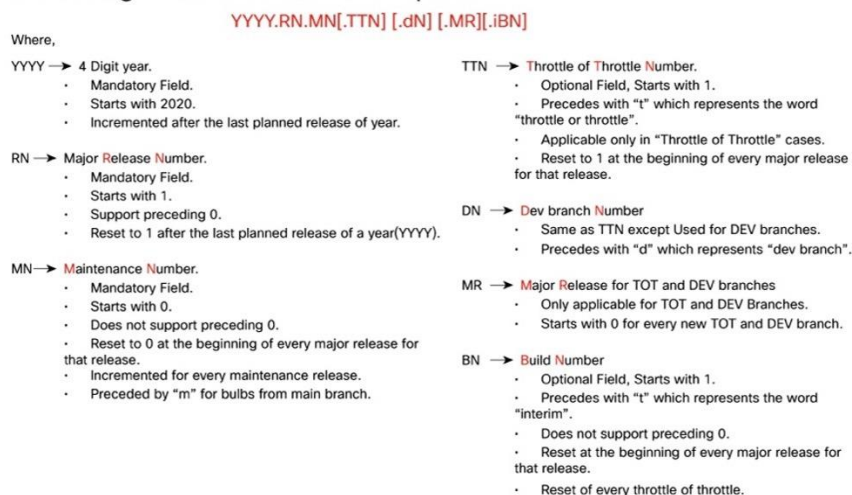 YYYY.RN.MN[.TTN] [.dN] [.MR][.iBN]
Where,
YYYY → 4 Digit year.
· Mandatory Field.
· Starts with 2020.
· Incremented after the last planned release of year.
RN → Major Release Number.
· Mandatory Field.
· Starts with 1.
· Support preceding 0.
· Reset to 1 after the last planned release of a year(YYYY).
MN → Maintenance Number.
· Mandatory Field.
· Starts with 0.
· Does not support preceding 0.
· Reset to 0 at the beginning of every major release for
that release.
· Incremented for every maintenance release.
· Preceded by “m” for bulbs from main branch.
TTN → Throttle of Throttle Number.
· Optional Field, Starts with 1.
· Precedes with “t” which represents the word
“throttle or throttle”.
· Applicable only in “Throttle of Throttle” cases.
· Reset to 1 at the beginning of every major release
for that release.
DN → Dev branch Number
· Same as TTN except Used for DEV branches.
· Precedes with “d” which represents “dev branch”.
MR → Major Release for TOT and DEV branches
· Only applicable for TOT and DEV Branches.
· Starts with 0 for every new TOT and DEV branch.
BN → Build Number
· Optional Field, Starts with 1.
· Precedes with “t” which represents the word
“interim”.
· Does not support preceding 0.
· Reset at the beginning of every major release for
that release.
· Reset of every throttle of throttle.